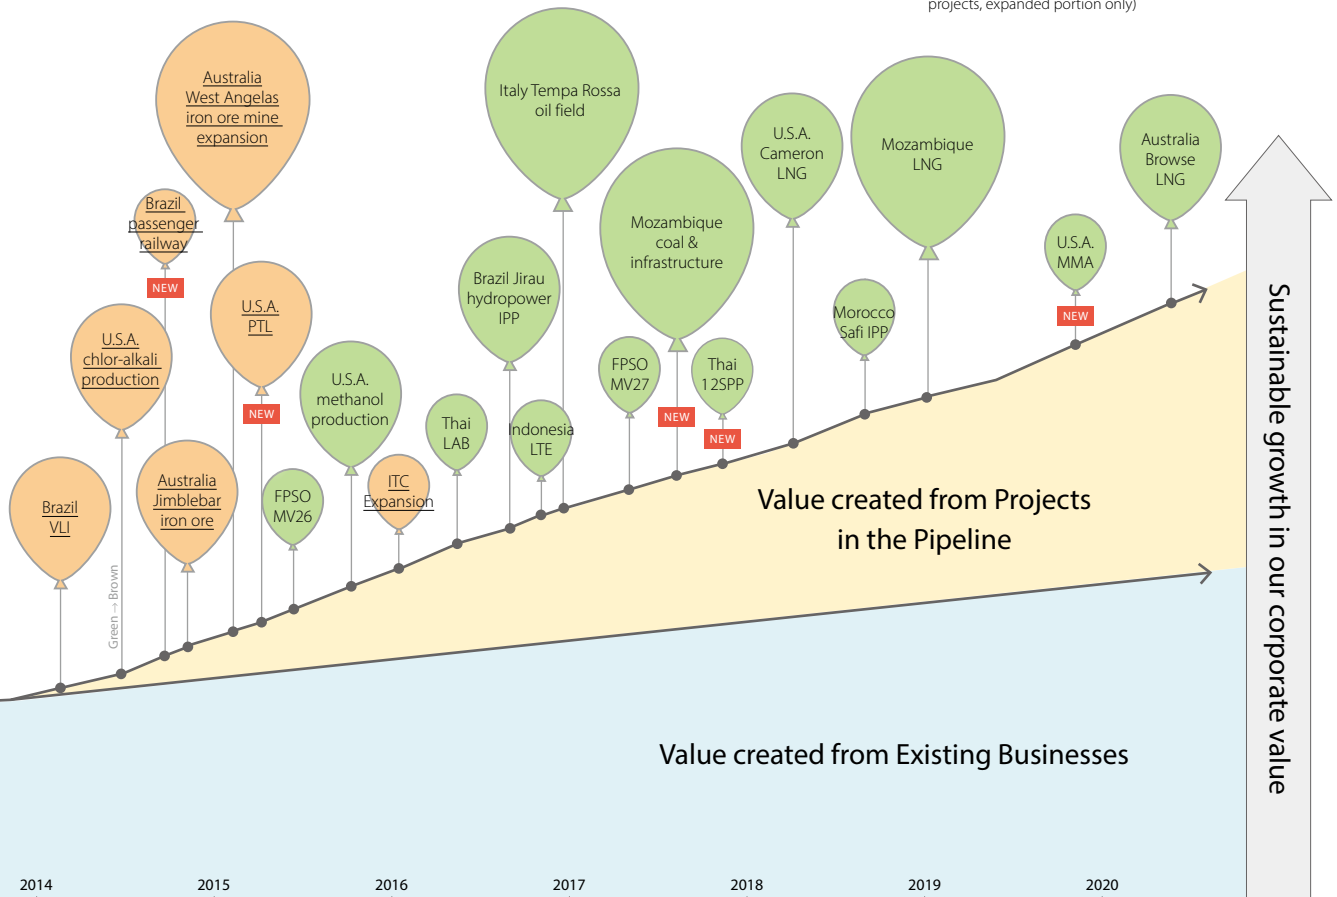 projects, expanded portion only)
Australia
West Angelas
iron ore mine
expansion
Italy Tempa Rossa
oil field
U.S.A.
Cameron
LNG
Mozambique
LNG
Australia
Browse
LNG
Brazil
passenger
railway
NEW
Mozambique
coal &
infrastructure
U.S.A.
MMA
NEW
U.S.A.
chlor-alkali
production
U.S.A.
PTL
NEW
Brazil Jirau
hydropower
IPP
Morocco
Safi IPP
U.S.A.
methanol
production
FPSO
MV27
NEW
Thai
12SPP
NEW
Thai
LAB
Indonesia
LTE
Brazil
VLI
Australia
Jimblebar
iron ore
FPSO
MV26
ITC
Expansion
Green → Brown
Value created from Projects
in the Pipeline
Value created from Existing Businesses
Sustainable growth in our corporate value
2014
2015
2016
2017
2018
2019
2020